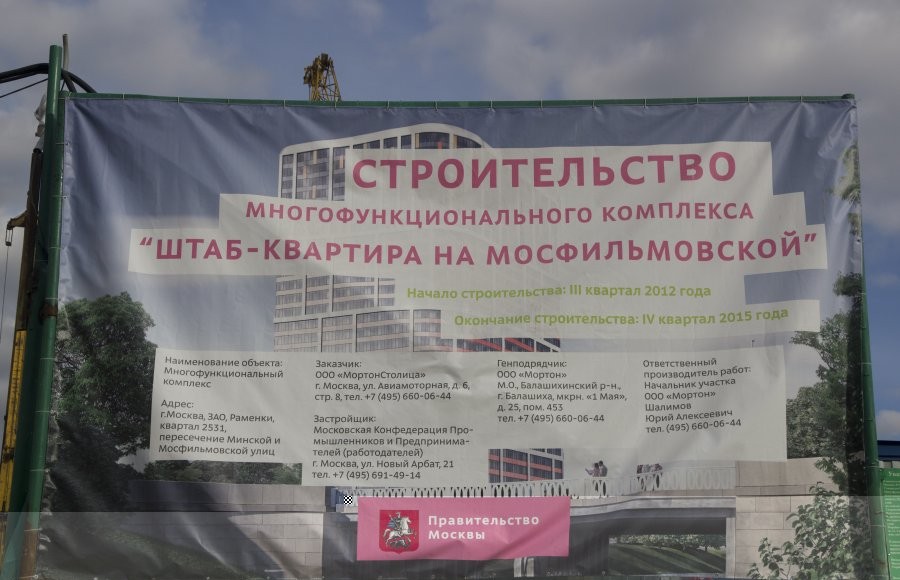 СТРОИТЕЛЬСТВО
МНОГОФУНКЦИОНАЛЬНОГО КОМПЛЕКСА
“ШТАБ-КВАРТИРА НА МОСФИЛЬМОВСКОЙ”
Начало строительства: III квартал 2012 года
Окончание строительства: IV квартал 2015 года
Наименование объекта:
Многофункциональный
комплекс
Адрес:
г.Москва, ЗАО, Раменки,
квартал 2531,
пересечение Минской и
Мосфильмовской улиц
Заказчик:
ООО «МортонСтолица»
г. Москва, ул. Авиамоторная, д. 6,
стр. 8, тел. +7 (495) 660-06-44
Застройщик:
Московская Конфедерация Про-
мышленников и Предпринима-
телей (работодателей)
г. Москва, ул. Новый Арбат, 21
тел. +7 (495) 691-49-14
Генподрядчик:
ООО «Мортон»
М.О., Балашихинский р-н,
г. Балашиха, мкрн. «1 Мая»,
д. 25, пом. 453
тел. +7 (495) 660-06-44
Ответственный
производитель работ:
Начальник участка
ООО «Мортон»
Шалимов
Юрий Алексеевич
тел. (495) 660-06-44
Правительство
Москвы